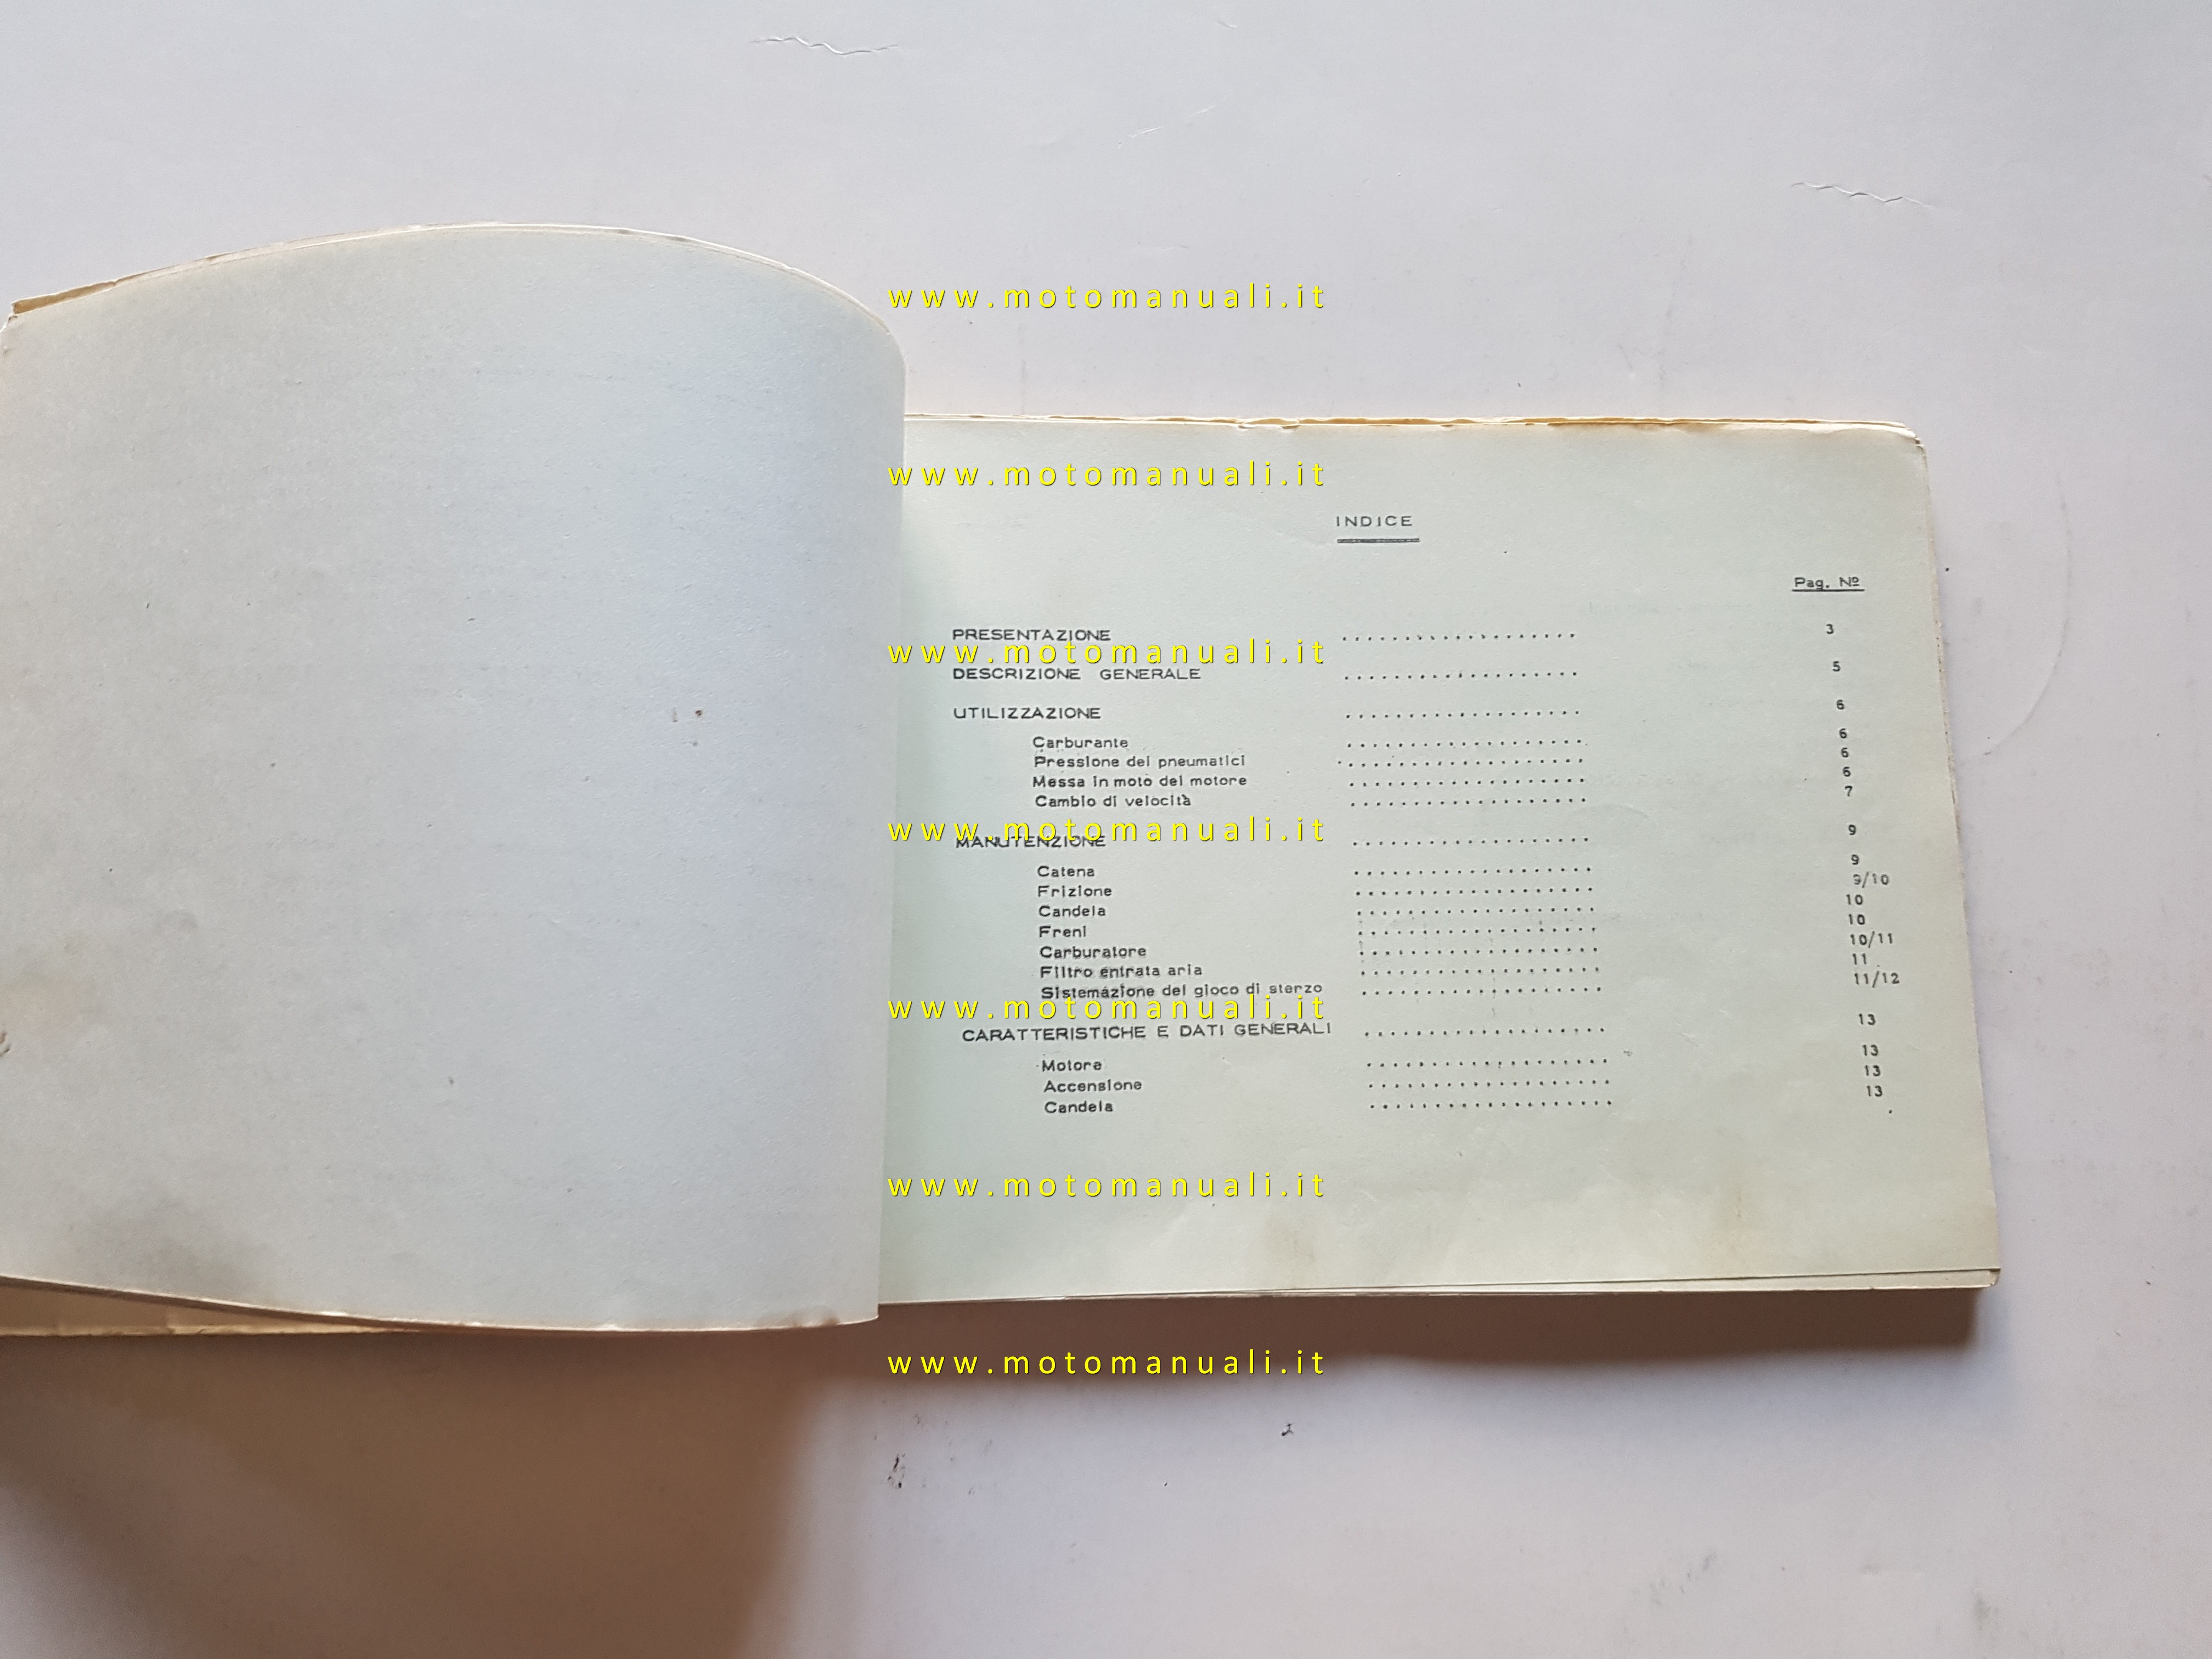 www.motomanuali.it
www.motomanuali.it
INDICE
Pag. Nº
PRESENTAZIONE ................... 3
www.motomanuali.it
DESCRIZIONE GENERALE ................... 5
UTILIZZAZIONE ................... 6
Carburante ................... 6
Pressione dei pneumatici .................... 6
Messa in moto del motore ................... 6
Cambio di velocità ................... 7
www.motomanuali.it
MANUTENZIONE ................... 9
Catena ................... 9
Frizione ................... 9/10
Candela ................... 10
Freni ................... 10
Carburatore ................... 10/11
Filtro entrata aria ................... 11
Sistemazione del gioco di sterzo ................... 11/12
www.motomanuali.it
CARATTERISTICHE E DATI GENERALI ................... 13
Motore ................... 13
Accensione ................... 13
Candela ................... 13
www.motomanuali.it
www.motomanuali.it